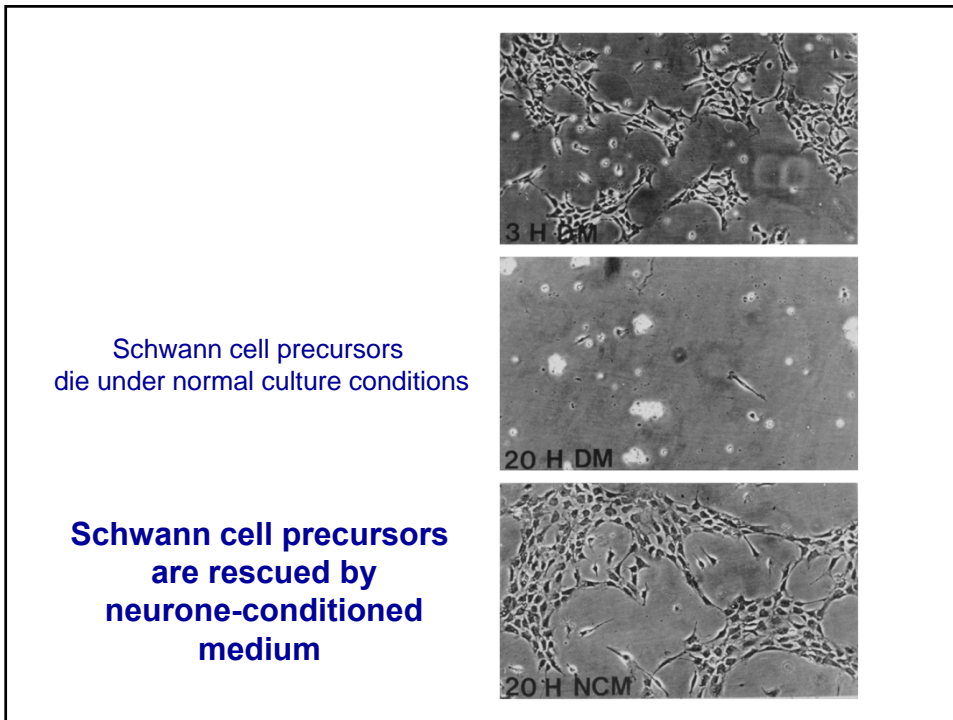 3 H DM
Schwann cell precursors
die under normal culture conditions
20 H DM
Schwann cell precursors
are rescued by
neurone-conditioned
medium
20 H NCM